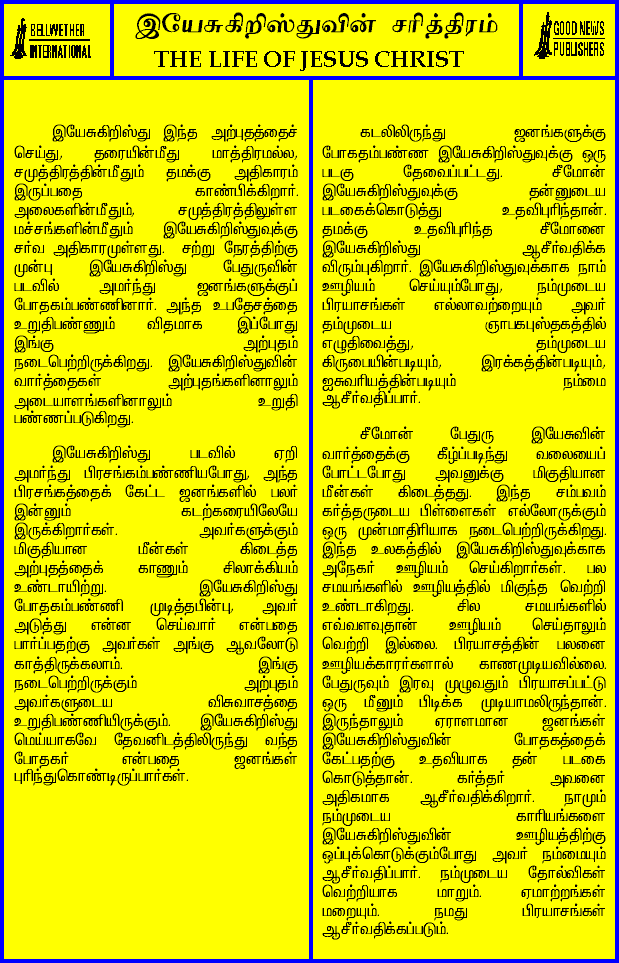 BELLWETHER
INTERNATIONAL
இயேசுகிறிஸ்துவின் சரித்திரம்
THE LIFE OF JESUS CHRIST
GOOD NEWS
PUBLISHERS
இயேசுகிறிஸ்து இந்த அற்புதத்தைச்
செய்து, தரையின்மீது மாத்திரமல்ல,
சமுத்திரத்தின்மீதும் தமக்கு அதிகாரம்
இருப்பதை காண்பிக்கிறார்.
அலைகளின்மீதும், சமுத்திரத்திலுள்ள
மச்சங்களின்மீதும் இயேசுகிறிஸ்துவுக்கு
சர்வ அதிகாரமுள்ளது. சற்று நேரத்திற்கு
முன்பு இயேசுகிறிஸ்து பேதுருவின்
படவில் அமர்ந்து ஜனங்களுக்குப்
போதகம்பண்ணினார். அந்த உபதேசத்தை
உறுதிபண்ணும் விதமாக இப்போது
இங்கு அற்புதம்
நடைபெற்றிருக்கிறது. இயேசுகிறிஸ்துவின்
வார்த்தைகள் அற்புதங்களினாலும்
அடையாளங்களினாலும் உறுதி
பண்ணப்படுகிறது.
இயேசுகிறிஸ்து படவில் ஏறி
அமர்ந்து பிரசங்கம்பண்ணியபோது, அந்த
பிரசங்கத்தைக் கேட்ட ஜனங்களில் பலர்
இன்னும் கடற்கரையிலேயே
இருக்கிறார்கள். அவர்களுக்கும்
மிகுதியான மீன்கள் கிடைத்த
அற்புதத்தைக் காணும் சிலாக்கியம்
உண்டாயிற்று. இயேசுகிறிஸ்து
போதகம்பண்ணி முடித்தபின்பு, அவர்
அடுத்து என்ன செய்வார் என்பதை
பார்ப்பதற்கு அவர்கள் அங்கு ஆவலோடு
காத்திருக்கலாம். இங்கு
நடைபெற்றிருக்கும் அற்புதம்
அவர்களுடைய விசுவாசத்தை
உறுதிபண்ணியிருக்கும். இயேசுகிறிஸ்து
மெய்யாகவே தேவனிடத்திலிருந்து வந்த
போதகர் என்பதை ஜனங்கள்
புரிந்துகொண்டிருப்பார்கள்.
கடலிலிருந்து ஜனங்களுக்கு
போகதம்பண்ண இயேசுகிறிஸ்துவுக்கு ஒரு
படகு தேவைப்பட்டது. சீமோன்
இயேசுகிறிஸ்துவுக்கு தன்னுடைய
படகைக்கொடுத்து உதவிபுரிந்தான்.
தமக்கு உதவிபுரிந்த சீமோனை
இயேசுகிறிஸ்து ஆசீர்வதிக்க
விரும்புகிறார். இயேசுகிறிஸ்துவுக்காக நாம்
ஊழியம் செய்யும்போது, நம்முடைய
பிரயாசங்கள் எல்லாவற்றையும் அவர்
தம்முடைய ஞாபகபுஸ்தகத்தில்
எழுதிவைத்து, தம்முடைய
கிருபையின்படியும், இரக்கத்தின்படியும்,
ஐசுவரியத்தின்படியும் நம்மை
ஆசீர்வதிப்பார்.
சீமோன் பேதுரு இயேசுவின்
வார்த்தைக்கு கீழ்ப்படிந்து வலையைப்
போட்டபோது அவனுக்கு மிகுதியான
மீன்கள் கிடைத்தது. இந்த சம்பவம்
கர்த்தருடைய பிள்ளைகள் எல்லோருக்கும்
ஒரு முன்மாதிரியாக நடைபெற்றிருக்கிறது.
இந்த உலகத்தில் இயேசுகிறிஸ்துவுக்காக
அநேகர் ஊழியம் செய்கிறார்கள். பல
சமயங்களில் ஊழியத்தில் மிகுந்த வெற்றி
உண்டாகிறது. சில சமயங்களில்
எவ்வளவுதான் ஊழியம் செய்தாலும்
வெற்றி இல்லை. பிரயாசத்தின் பலனை
ஊழியக்காரர்களால் காணமுடியவில்லை.
பேதுருவும் இரவு முழுவதும் பிரயாசப்பட்டு
ஒரு மீனும் பிடிக்க முடியாமலிருந்தான்.
இருந்தாலும் ஏராளமான ஜனங்கள்
இயேசுகிறிஸ்துவின் போதகத்தைக்
கேட்பதற்கு உதவியாக தன் படகை
கொடுத்தான். கர்த்தர் அவனை
அதிகமாக ஆசீர்வதிக்கிறார். நாமும்
நம்முடைய காரியங்களை
இயேசுகிறிஸ்துவின் ஊழியத்திற்கு
ஒப்புக்கொடுக்கும்போது அவர் நம்மையும்
ஆசீர்வதிப்பார். நம்முடைய தோல்விகள்
வெற்றியாக மாறும். ஏமாற்றங்கள்
மறையும். நமது பிரயாசங்கள்
ஆசீர்வதிக்கப்படும்.